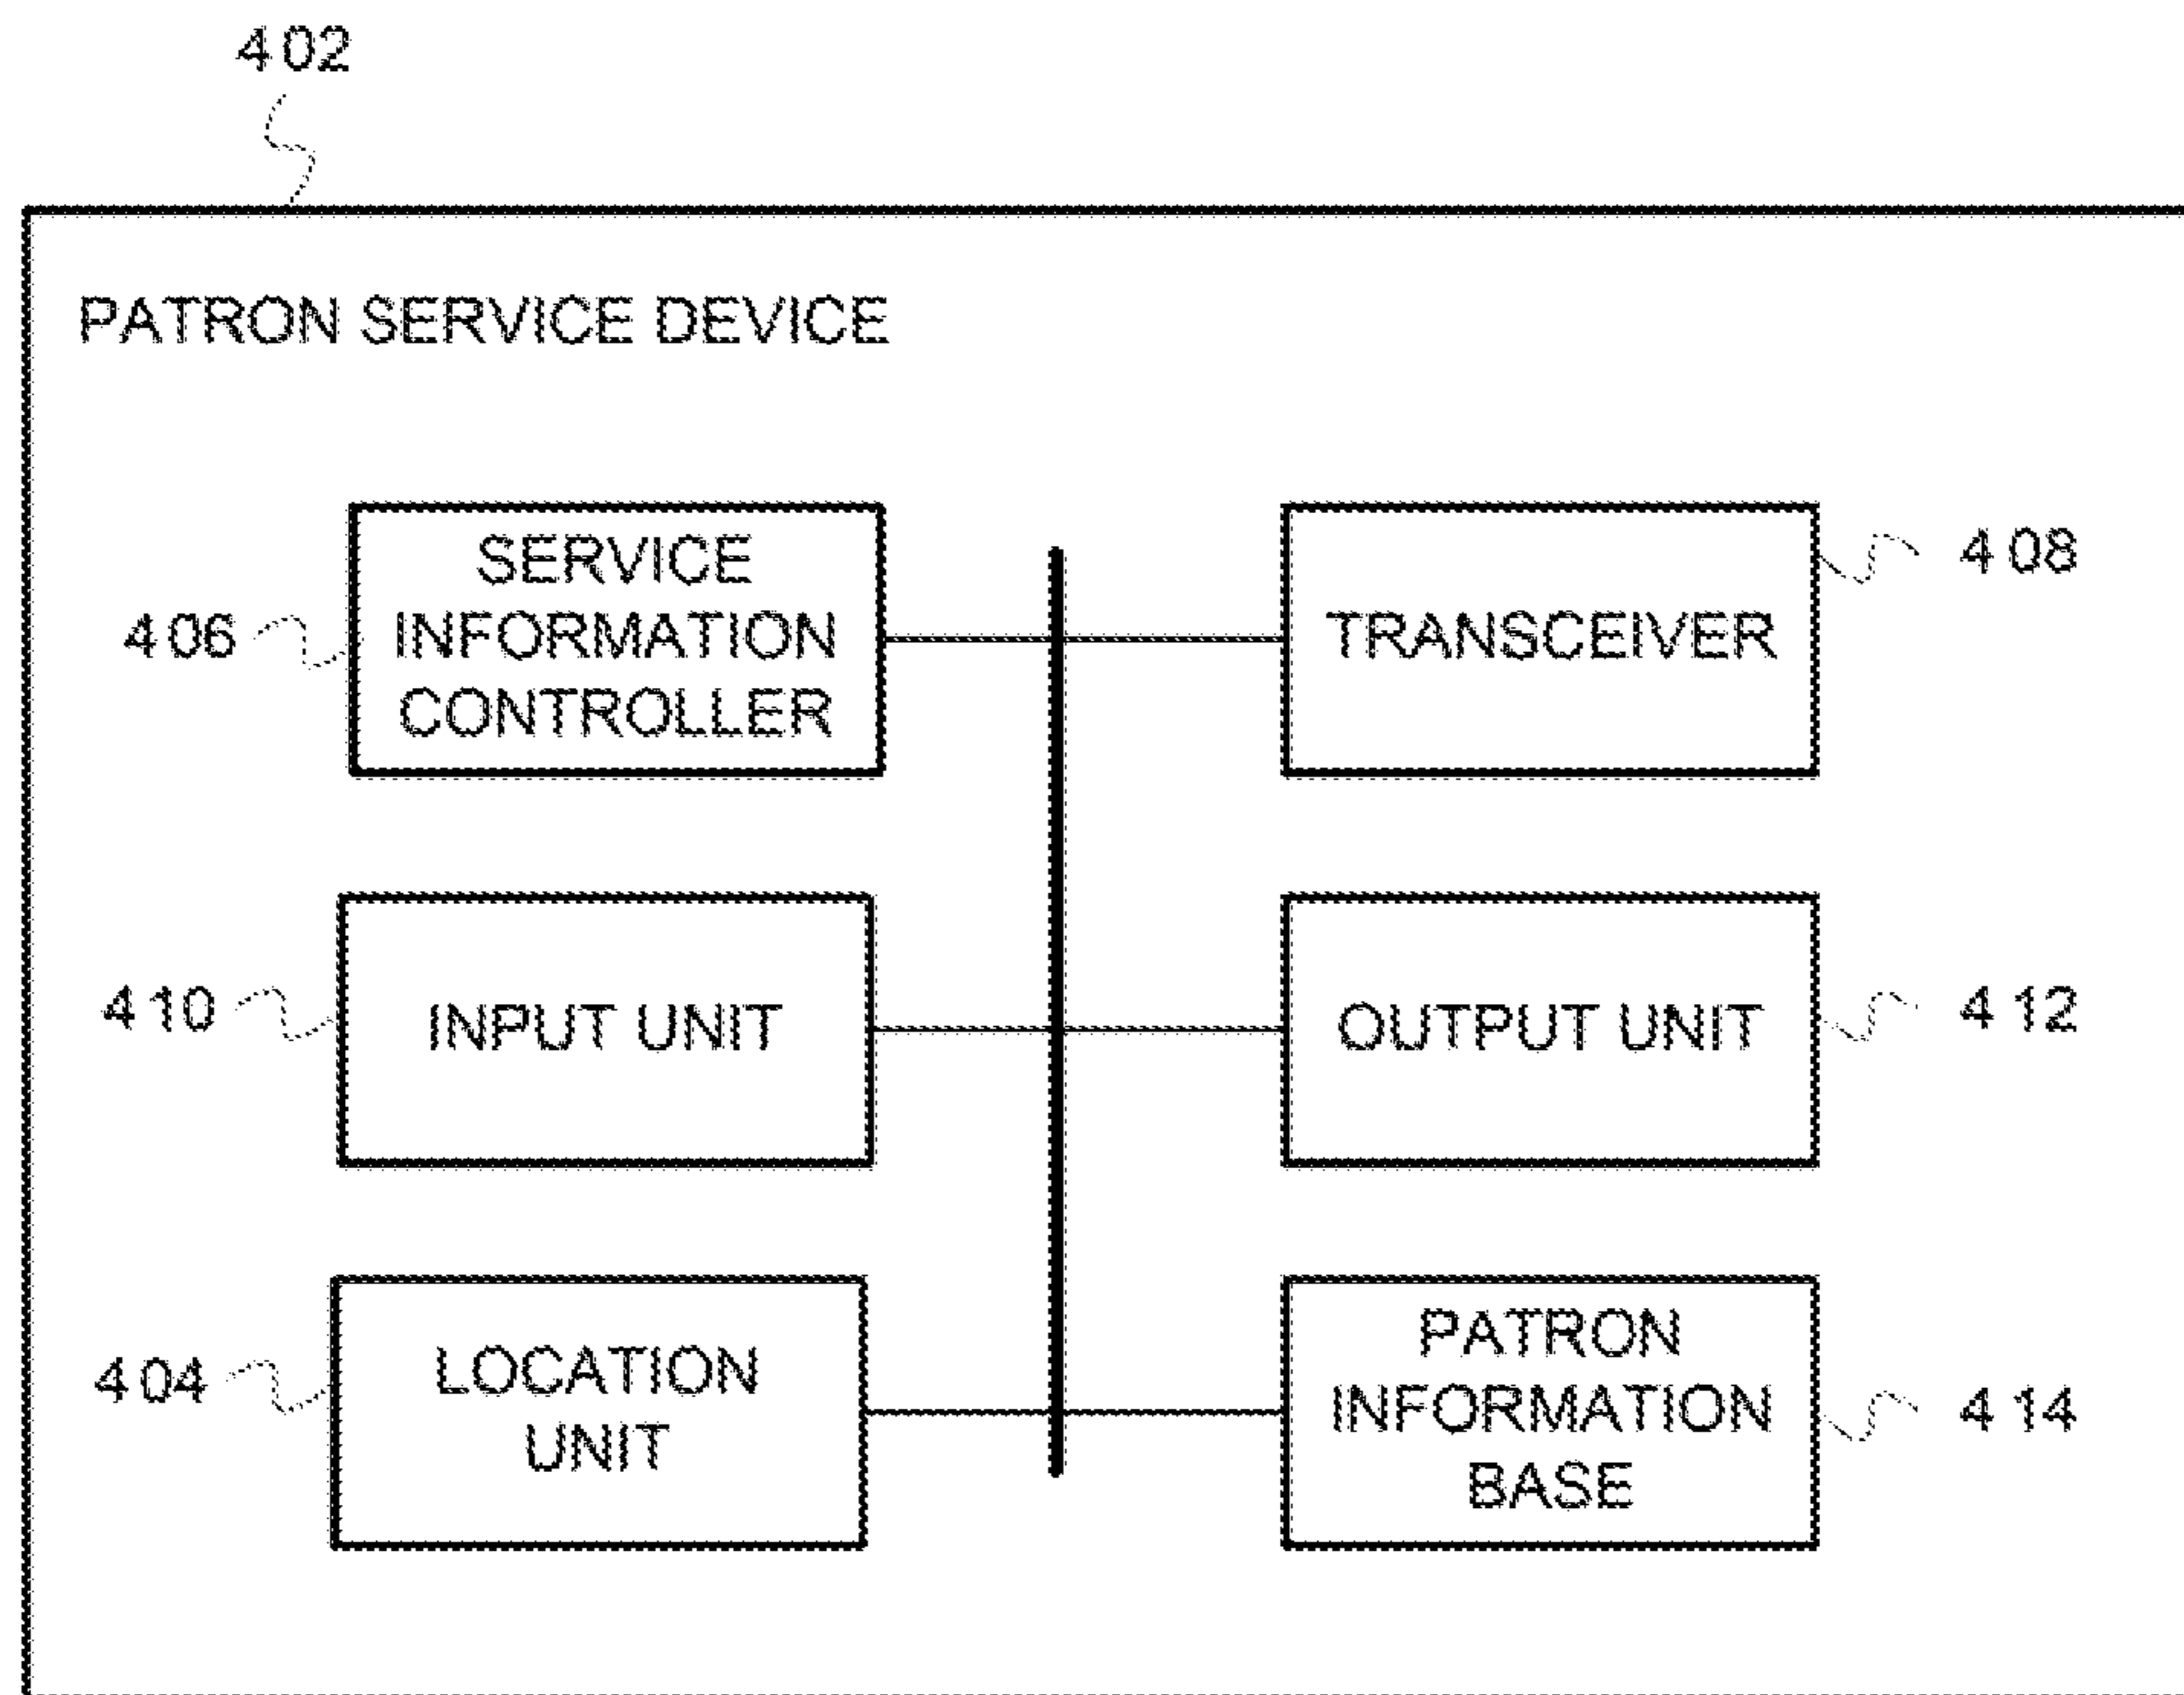 402
PATRON SERVICE DEVICE
SERVICE
INFORMATION
CONTROLLER
406
TRANSCEIVER
408
410
INPUT UNIT
OUTPUT UNIT
412
404
LOCATION
UNIT
PATRON
INFORMATION
BASE
414